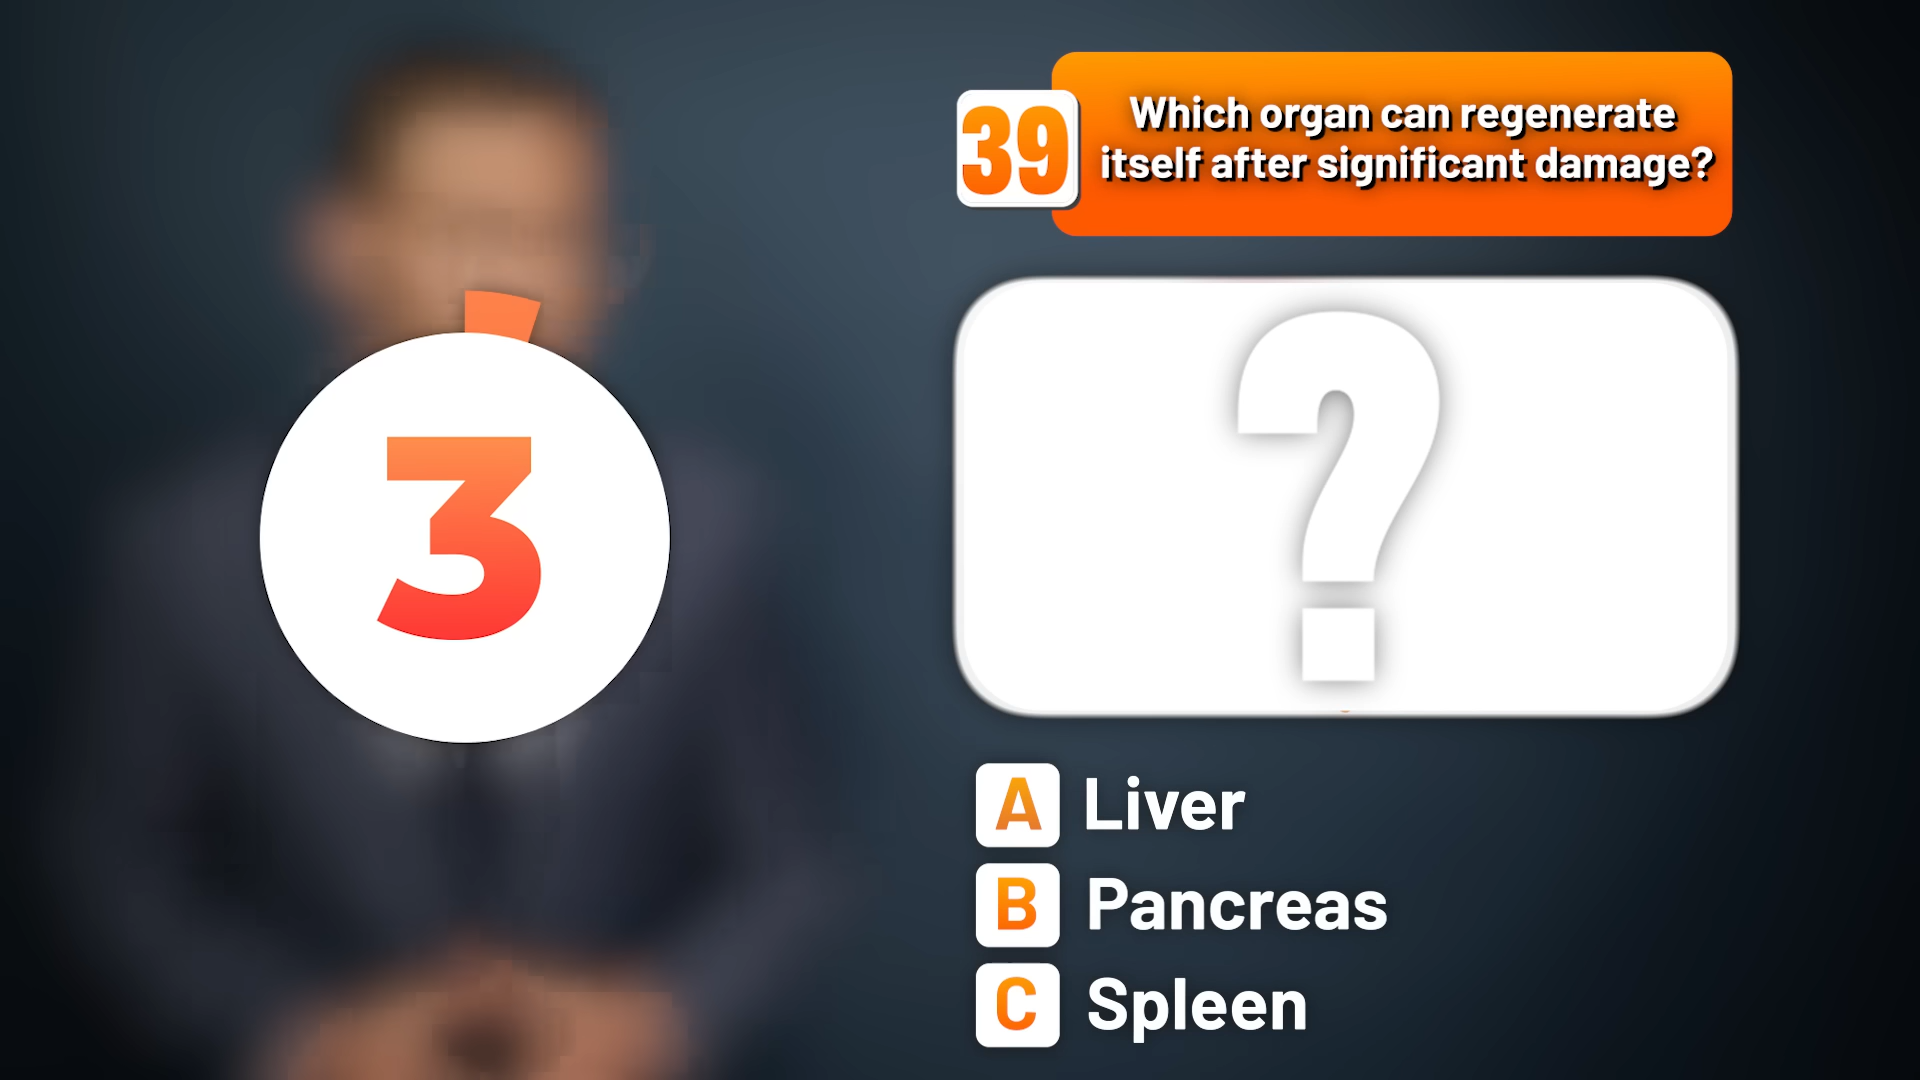 39
Which organ can regenerate
itself after significant damage?
3
?
A Liver
B Pancreas
C Spleen